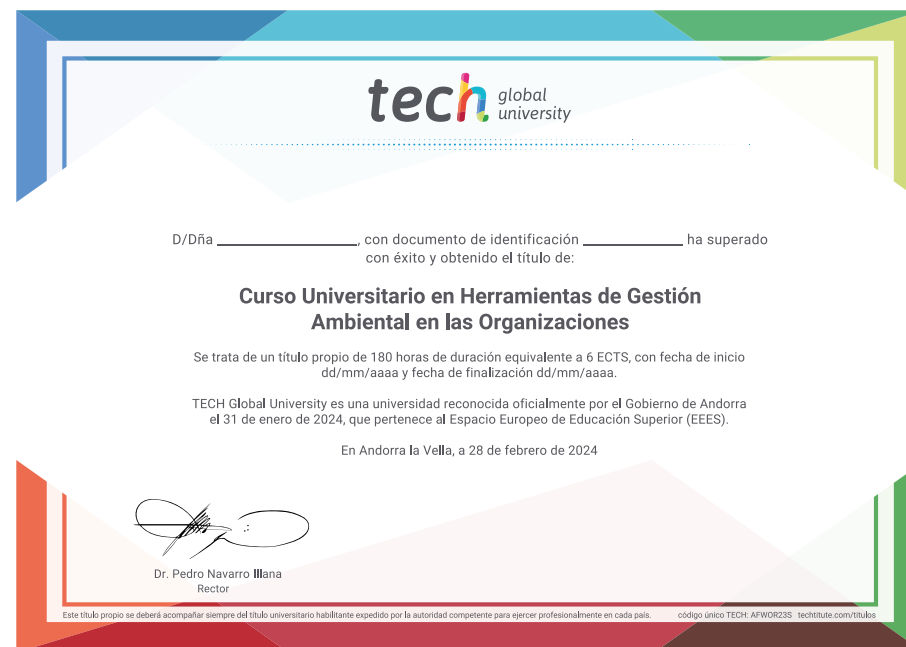 tech global university
D/Dña ________________, con documento de identificación ____________ ha superado
con éxito y obtenido el título de:
Curso Universitario en Herramientas de Gestión
Ambiental en las Organizaciones
Se trata de un título propio de 180 horas de duración equivalente a 6 ECTS, con fecha de inicio
dd/mm/aaaa y fecha de finalización dd/mm/aaaa.
TECH Global University es una universidad reconocida oficialmente por el Gobierno de Andorra
el 31 de enero de 2024, que pertenece al Espacio Europeo de Educación Superior (EEES).
En Andorra la Vella, a 28 de febrero de 2024
Dr. Pedro Navarro Illana
Rector
Este título propio se deberá acompañar siempre del título universitario habilitante expedido por la autoridad competente para ejercer profesionalmente en cada país. código único TECH: AFWOR23S techtitute.com/titulos